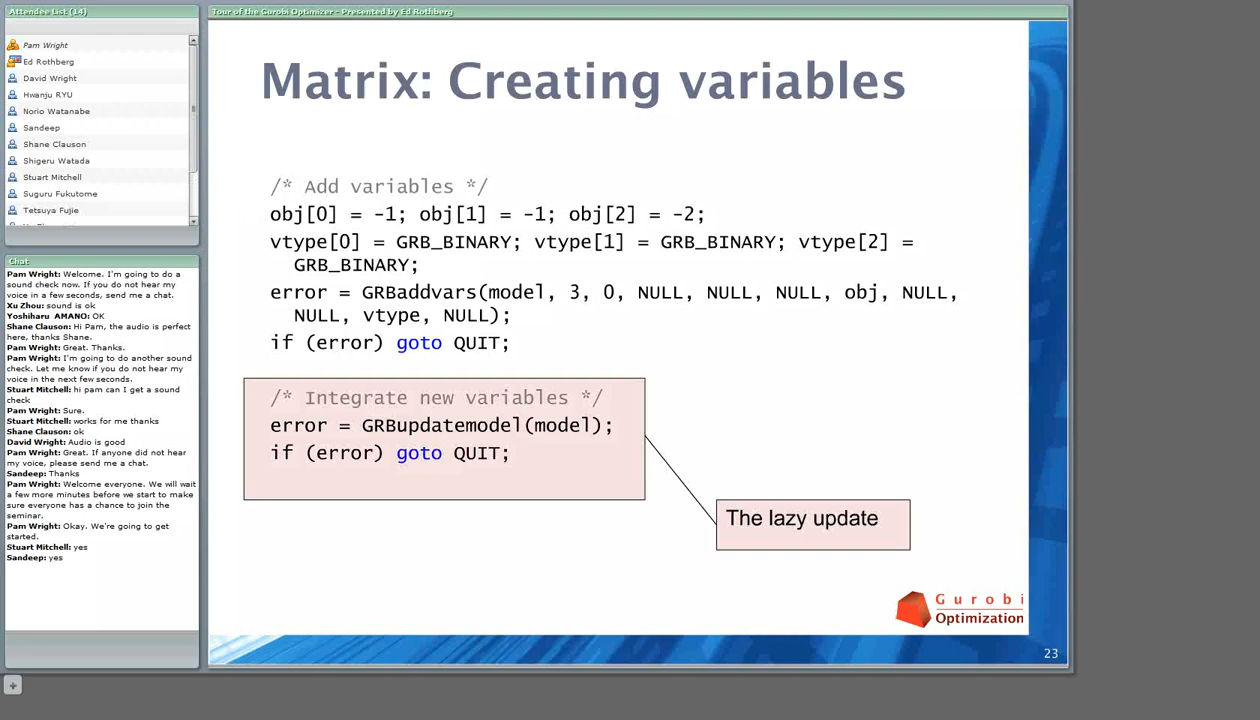 Attendee List (14)
Pam Wright
Ed Rothberg
David Wright
Hwanju RYU
Norio Watanabe
Sandeep
Shane Clauson
Shigeru Watada
Stuart Mitchell
Suguru Fukutome
Tetsuya Fujie
Chat
Pam Wright: Welcome. I'm going to do a
sound check now. If you do not hear my
voice in a few seconds, send me a chat.
Xu Zhou: sound is ok
Yoshiharu AMANO: OK
Shane Clauson: Hi Pam, the audio is perfect
here, thanks Shane.
Pam Wright: Great. Thanks.
Pam Wright: I'm going to do another sound
check. Let me know if you do not hear my
voice in the next few seconds.
Stuart Mitchell: hi pam can I get a sound
check
Pam Wright: Sure.
Stuart Mitchell: works for me thanks
Shane Clauson: ok
David Wright: Audio is good
Pam Wright: Great. If anyone did not hear
my voice, please send me a chat.
Sandeep: Thanks
Pam Wright: Welcome everyone. We will wait
a few more minutes before we start to make
sure everyone has a chance to join the
seminar.
Pam Wright: Okay. We're going to get
started.
Stuart Mitchell: yes
Sandeep: yes
Tour of the Gurobi Optimizer - Presented by Ed Rothberg
Matrix: Creating variables
/* Add variables */
obj[0] = -1; obj[1] = -1; obj[2] = -2;
vtype[0] = GRB_BINARY; vtype[1] = GRB_BINARY; vtype[2] =
GRB_BINARY;
error = GRBaddvars(model, 3, 0, NULL, NULL, NULL, obj, NULL,
NULL, vtype, NULL);
if (error) goto QUIT;
/* Integrate new variables */
error = GRBupdatemodel(model);
if (error) goto QUIT;
The lazy update
Gurobi
Optimization
23